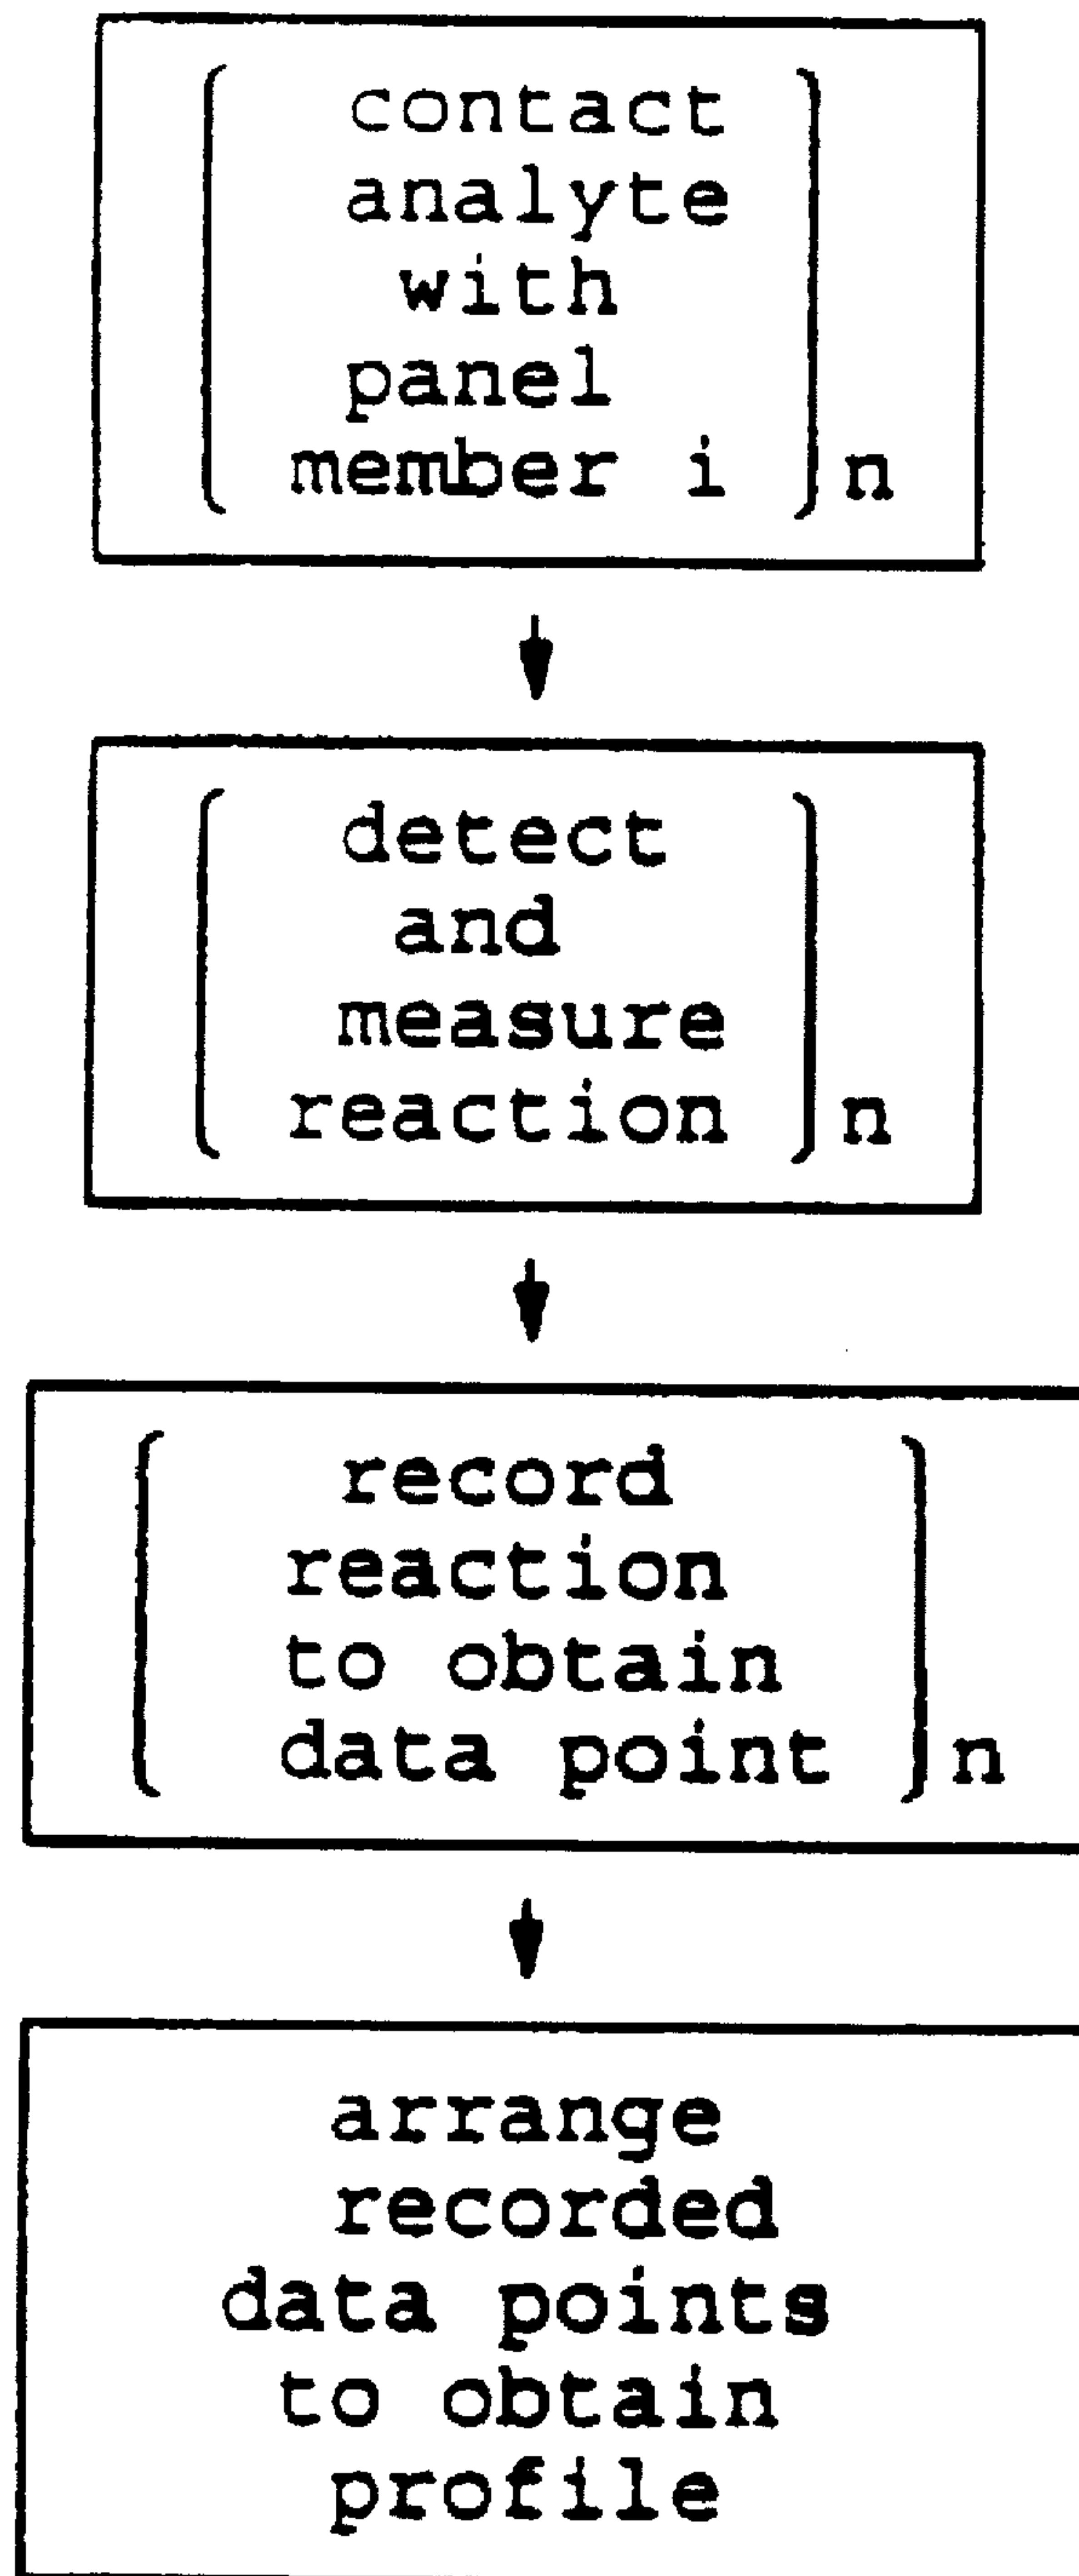 contact
analyte
with
panel
member i n
detect
and
measure
reaction n
record
reaction
to obtain
data point n
arrange
recorded
data points
to obtain
profile